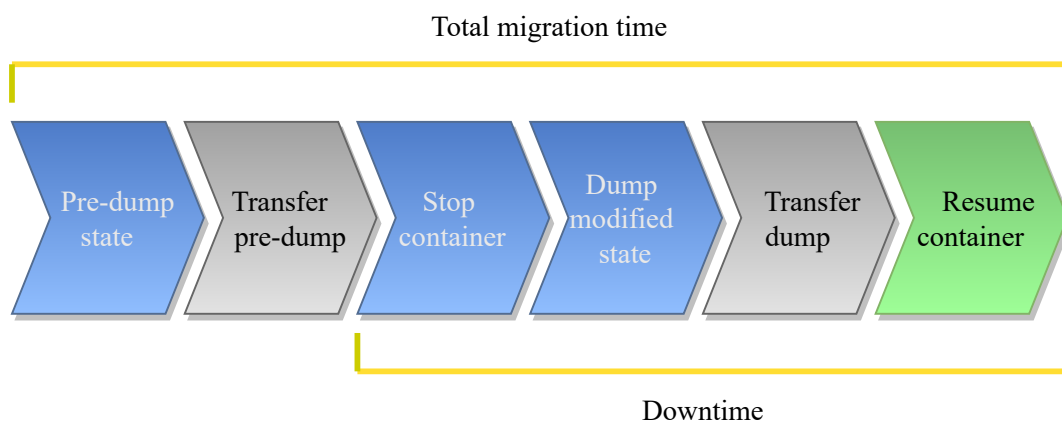 Total migration time
Pre-dump
state
Transfer
pre-dump
Stop
container
Dump
modified
state
Transfer
dump
Resume
container
Downtime